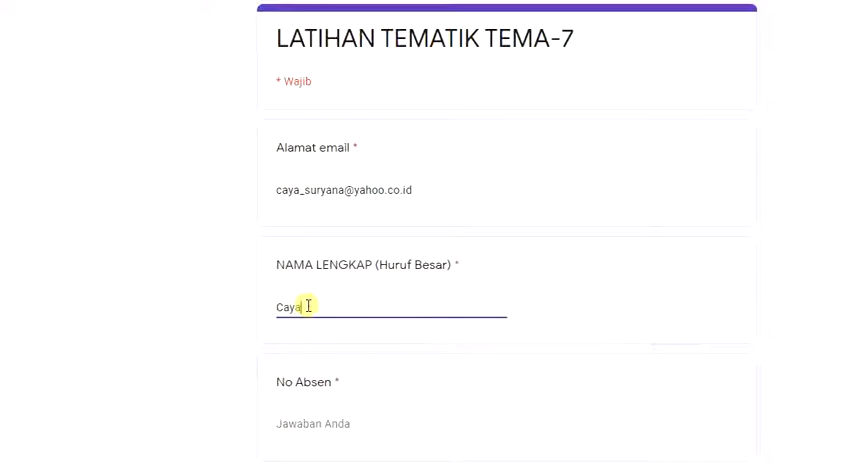 LATIHAN TEMATIK TEMA-7
* Wajib
Alamat email *
caya_suryana@yahoo.co.id
NAMA LENGKAP (Huruf Besar) *
Caya
No Absen *
Jawaban Anda